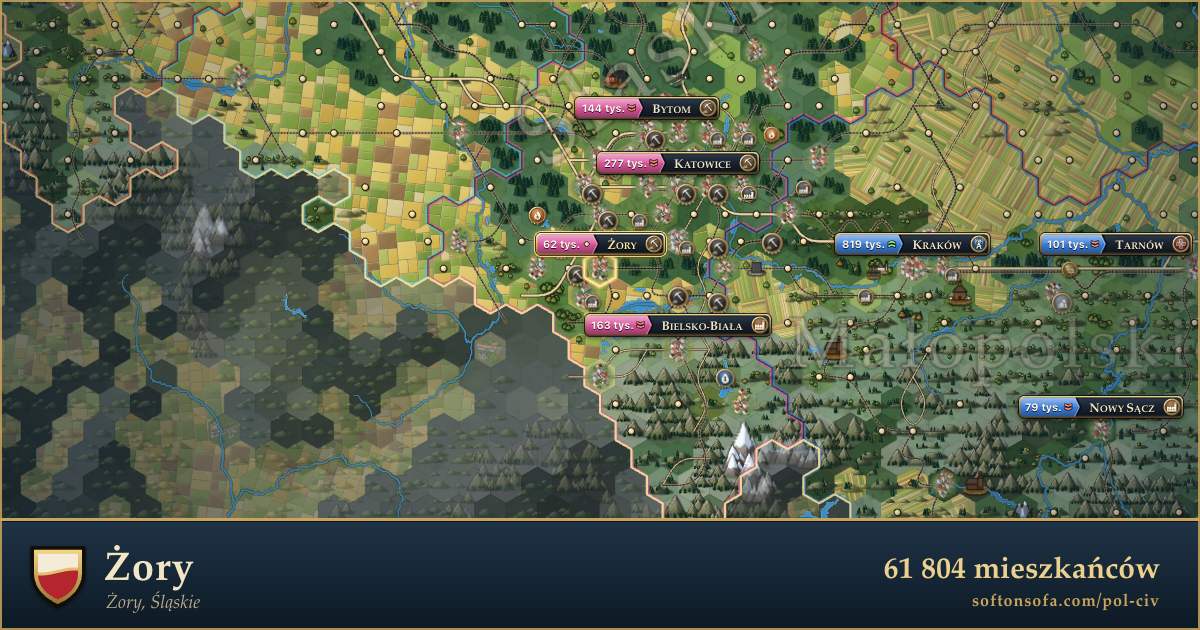 144 tys. Bytom
277 tys. Katowice
62 tys. Żory
819 tys. Kraków
101 tys. Tarnów
163 tys. Bielsko-Biała
Małopolsk
79 tys. Nowy Sącz
Żory
Żory, Śląskie
61 804 mieszkańców
softonsofa.com/pol-civ